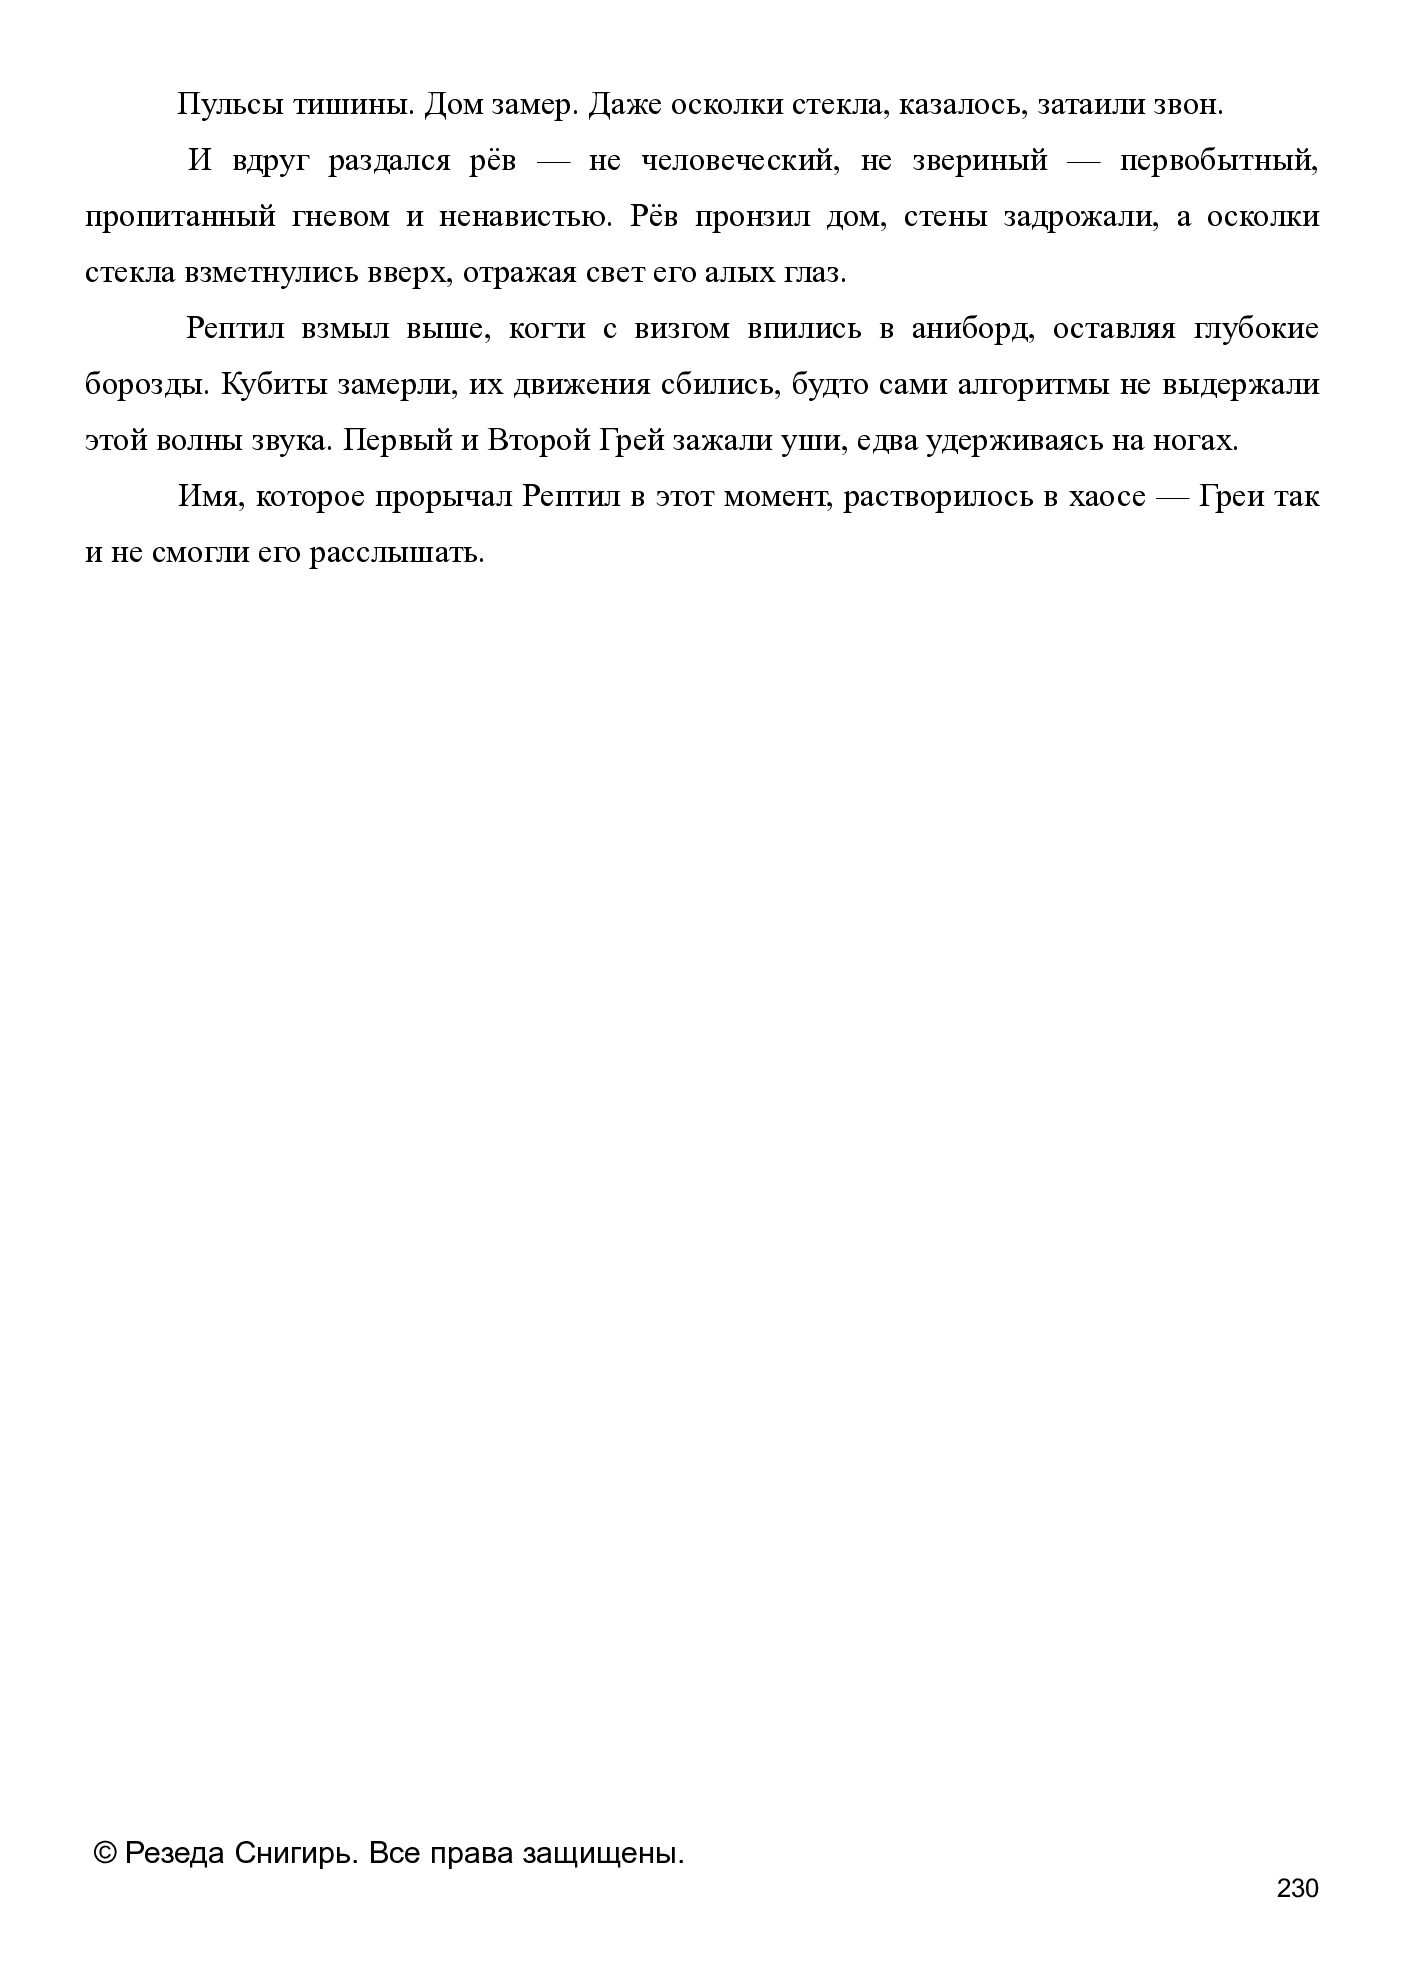 Пульсы тишины. Дом замер. Даже осколки стекла, казалось, затаили звон.
И вдруг раздался рёв — не человеческий, не звериный — первобытный,
пропитанный гневом и ненавистью. Рёв пронзил дом, стены задрожали, а осколки
стекла взметнулись вверх, отражая свет его алых глаз.
Рептил взмыл выше, когти с визгом впились в аниборд, оставляя глубокие
борозды. Кубиты замерли, их движения сбились, будто сами алгоритмы не выдержали
этой волны звука. Первый и Второй Грей зажали уши, едва удерживаясь на ногах.
Имя, которое прорычал Рептил в этот момент, растворилось в хаосе — Греи так
и не смогли его расслышать.
© Резеда Снигирь. Все права защищены.
230